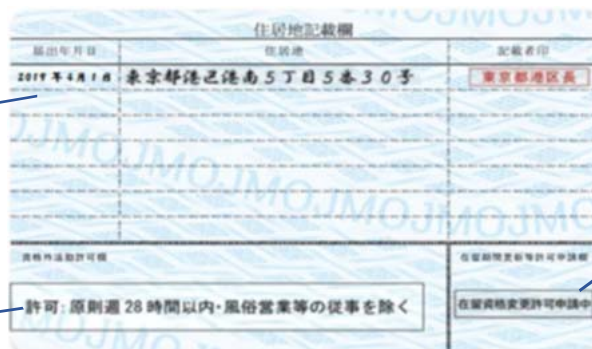 住居地記載欄
届出年月日 住居地 記載者印
2019年4月1日 東京都港区港南5丁目5番30号 東京都港区長
資格外活動許可欄 在留期間更新等許可申請欄
許可:原則週28時間以内・風俗営業等の従事を除く 在留資格変更許可申請中
MOJMOJMOJMOJMOJMO